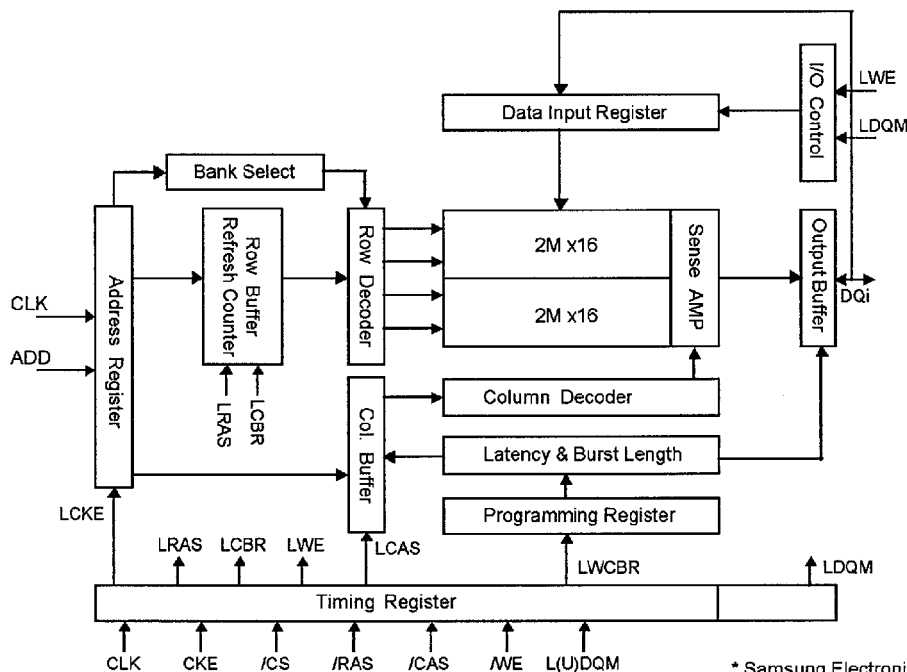 I/O Control
LWE
LDQM
Data Input Register
Bank Select
Address Register
Row Buffer
Refresh Counter
Row Decoder
2M x16
2M x16
Sense AMP
Output Buffer
DQi
CLK
ADD
LRAS
LCBR
Col. Buffer
Column Decoder
Latency & Burst Length
Programming Register
LCKE
LRAS
LCBR
LWE
LCAS
LWCBR
LDQM
Timing Register
CLK
CKE
/CS
/RAS
/CAS
/WE
L(U)DQM
* Samsung Electroni